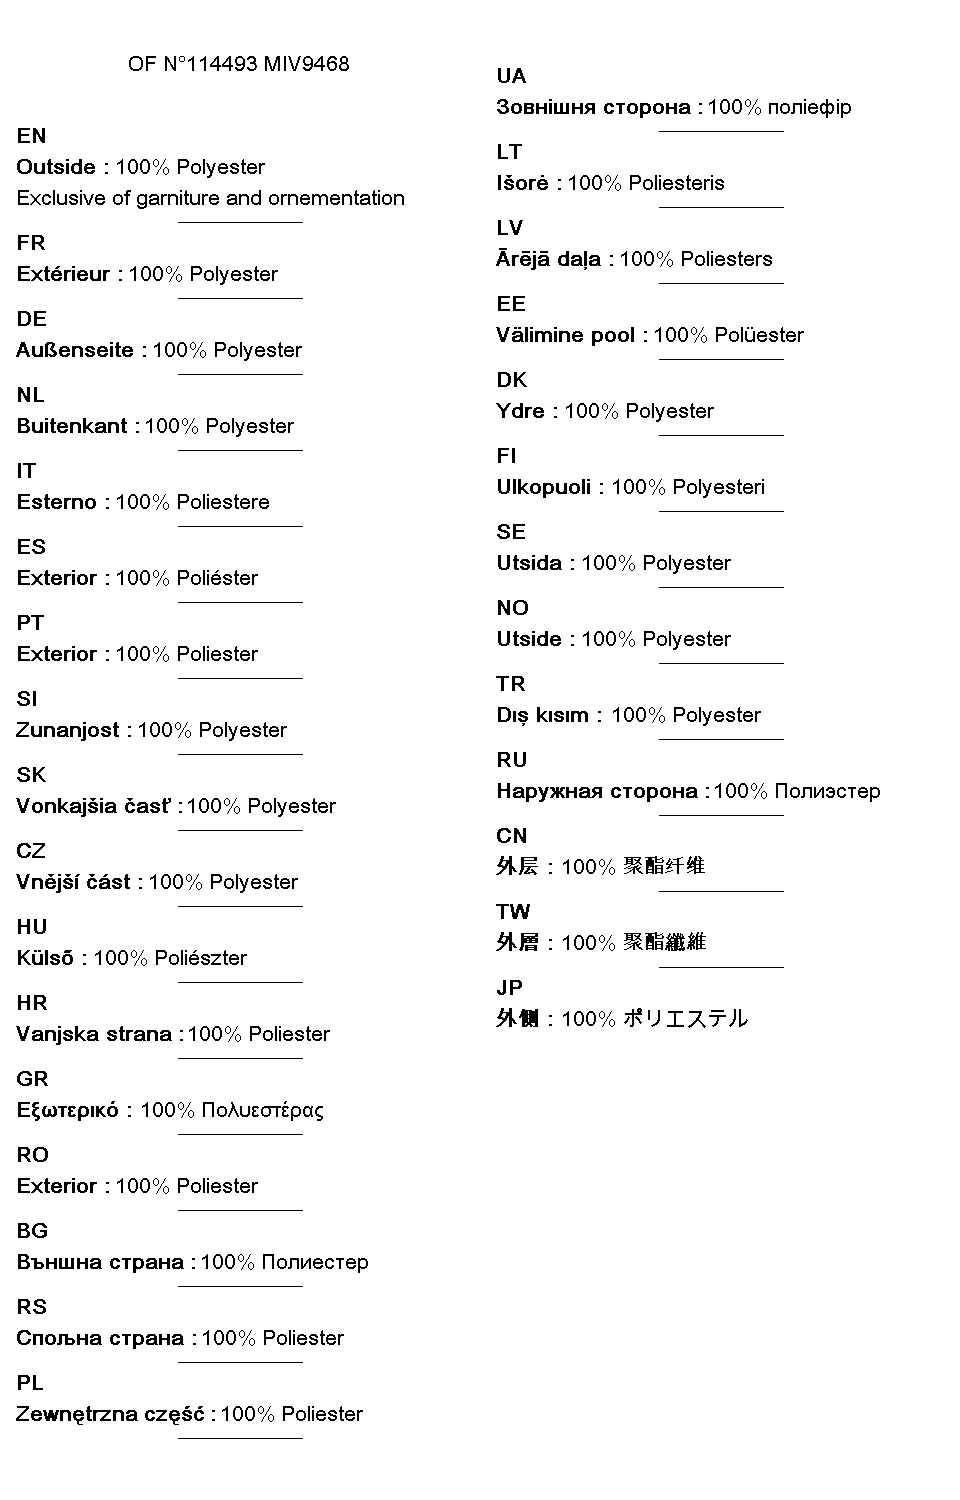 OF N°114493 MIV9468
EN
Outside : 100% Polyester
Exclusive of garniture and ornementation
FR
Extérieur : 100% Polyester
DE
Außenseite : 100% Polyester
NL
Buitenkant : 100% Polyester
IT
Esterno : 100% Poliestere
ES
Exterior : 100% Poliéster
PT
Exterior : 100% Poliester
SI
Zunanjost : 100% Polyester
SK
Vonkajšia časť : 100% Polyester
CZ
Vnější část : 100% Polyester
HU
Külső : 100% Poliészter
HR
Vanjska strana : 100% Poliester
GR
Εξωτερικό : 100% Πολυεστέρας
RO
Exterior : 100% Poliester
BG
Външна страна : 100% Полиестер
RS
Спољна страна : 100% Poliester
PL
Zewnętrzna część : 100% Poliester
UA
Зовнішня сторона : 100% поліефір
LT
Išorė : 100% Poliesteris
LV
Ārējā daļa : 100% Poliesters
EE
Välimine pool : 100% Polüester
DK
Ydre : 100% Polyester
FI
Ulkopuoli : 100% Polyesteri
SE
Utsida : 100% Polyester
NO
Utside : 100% Polyester
TR
Dış kısım : 100% Polyester
RU
Наружная сторона : 100% Полиэстер
CN
外层 : 100% 聚酯纤维
TW
外層 : 100% 聚酯纖維
JP
外側 : 100% ポリエステル